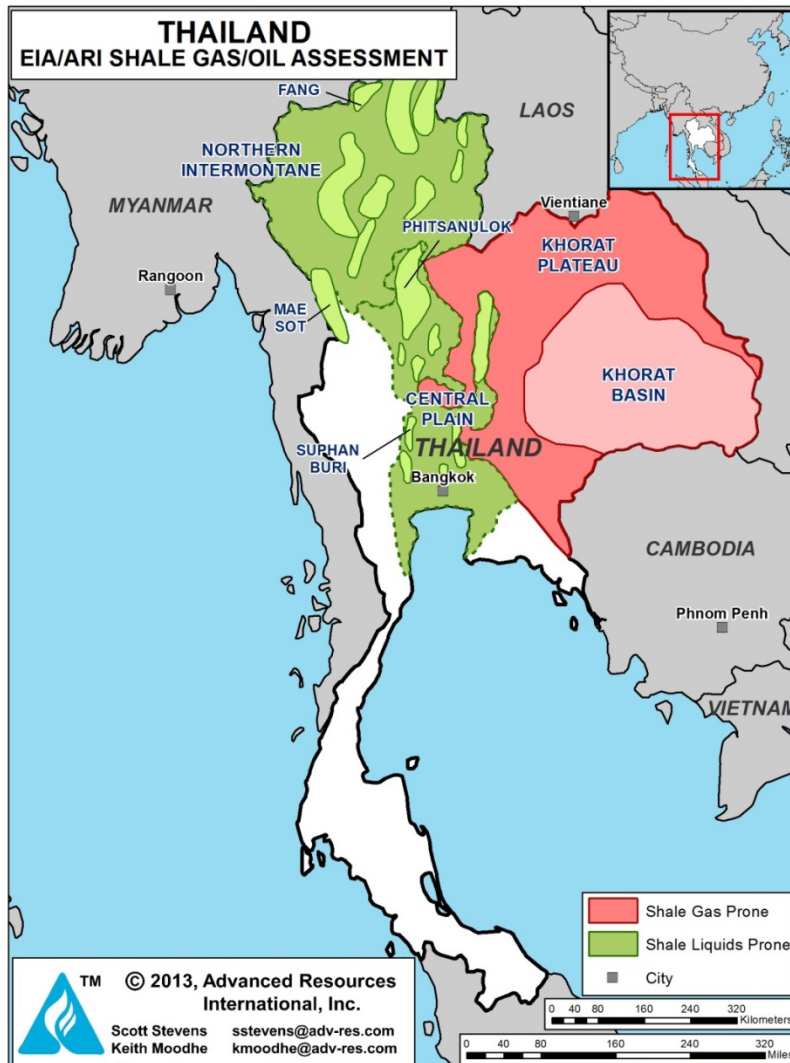 THAILAND
EIA/ARI SHALE GAS/OIL ASSESSMENT
FANG
LAOS
NORTHERN
INTERMONTANE
MYANMAR
Vientiane
PHITSANULOK
KHORAT
PLATEAU
Rangoon
MAE
SOT
KHORAT
BASIN
CENTRAL
PLAIN
SUPHAN
BURI
THAILAND
Bangkok
CAMBODIA
Phnom Penh
VIETNAM
Shale Gas Prone
Shale Liquids Prone
City
TM
© 2013, Advanced Resources
International, Inc.
Scott Stevens sstevens@adv-res.com
Keith Moodhe kmoodhe@adv-res.com
0 40 80 160 240 320
Kilometers
0 40 80 160 240 320
Miles